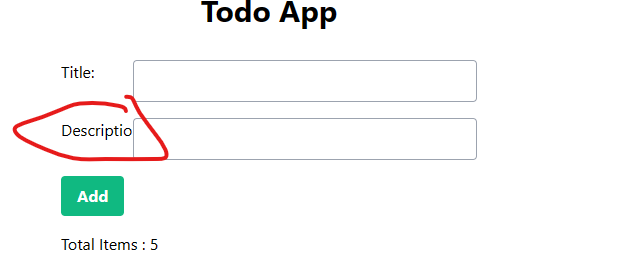 Todo App
Title:
Descriptio
Add
Total Items : 5